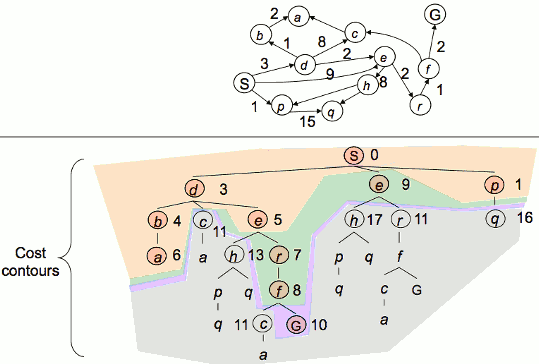 G
2 a
b c
1 8 2
3 d e
9 2 2
S h 8 f
1 p r 1
15 q
S 0
d 3 e 9 p 1
b 4 c 11 e 5 h 17 r 11 q 16
Cost
contours
a 6 a h 13 r 7 p q f
p q f 8 q c G
q 11 c G 10 a
a